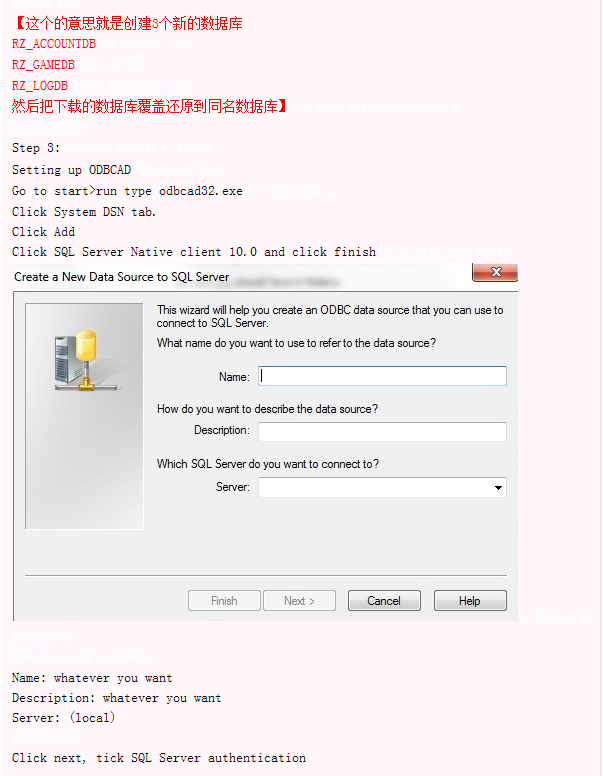 【这个的意思就是创建3个新的数据库
RZ_ACCOUNTDB
RZ_GAMEDB
RZ_LOGDB
然后把下载的数据库覆盖还原到同名数据库】
Step 3:
Setting up ODBCAD
Go to start>run type odbcad32.exe
Click System DSN tab.
Click Add
Click SQL Server Native client 10.0 and click finish
Create a New Data Source to SQL Server
This wizard will help you create an ODBC data source that you can use to
connect to SQL Server.
What name do you want to use to refer to the data source?
Name:
How do you want to describe the data source?
Description:
Which SQL Server do you want to connect to?
Server:
Finish
Next >
Cancel
Help
Name: whatever you want
Description: whatever you want
Server: (local)
Click next, tick SQL Server authentication